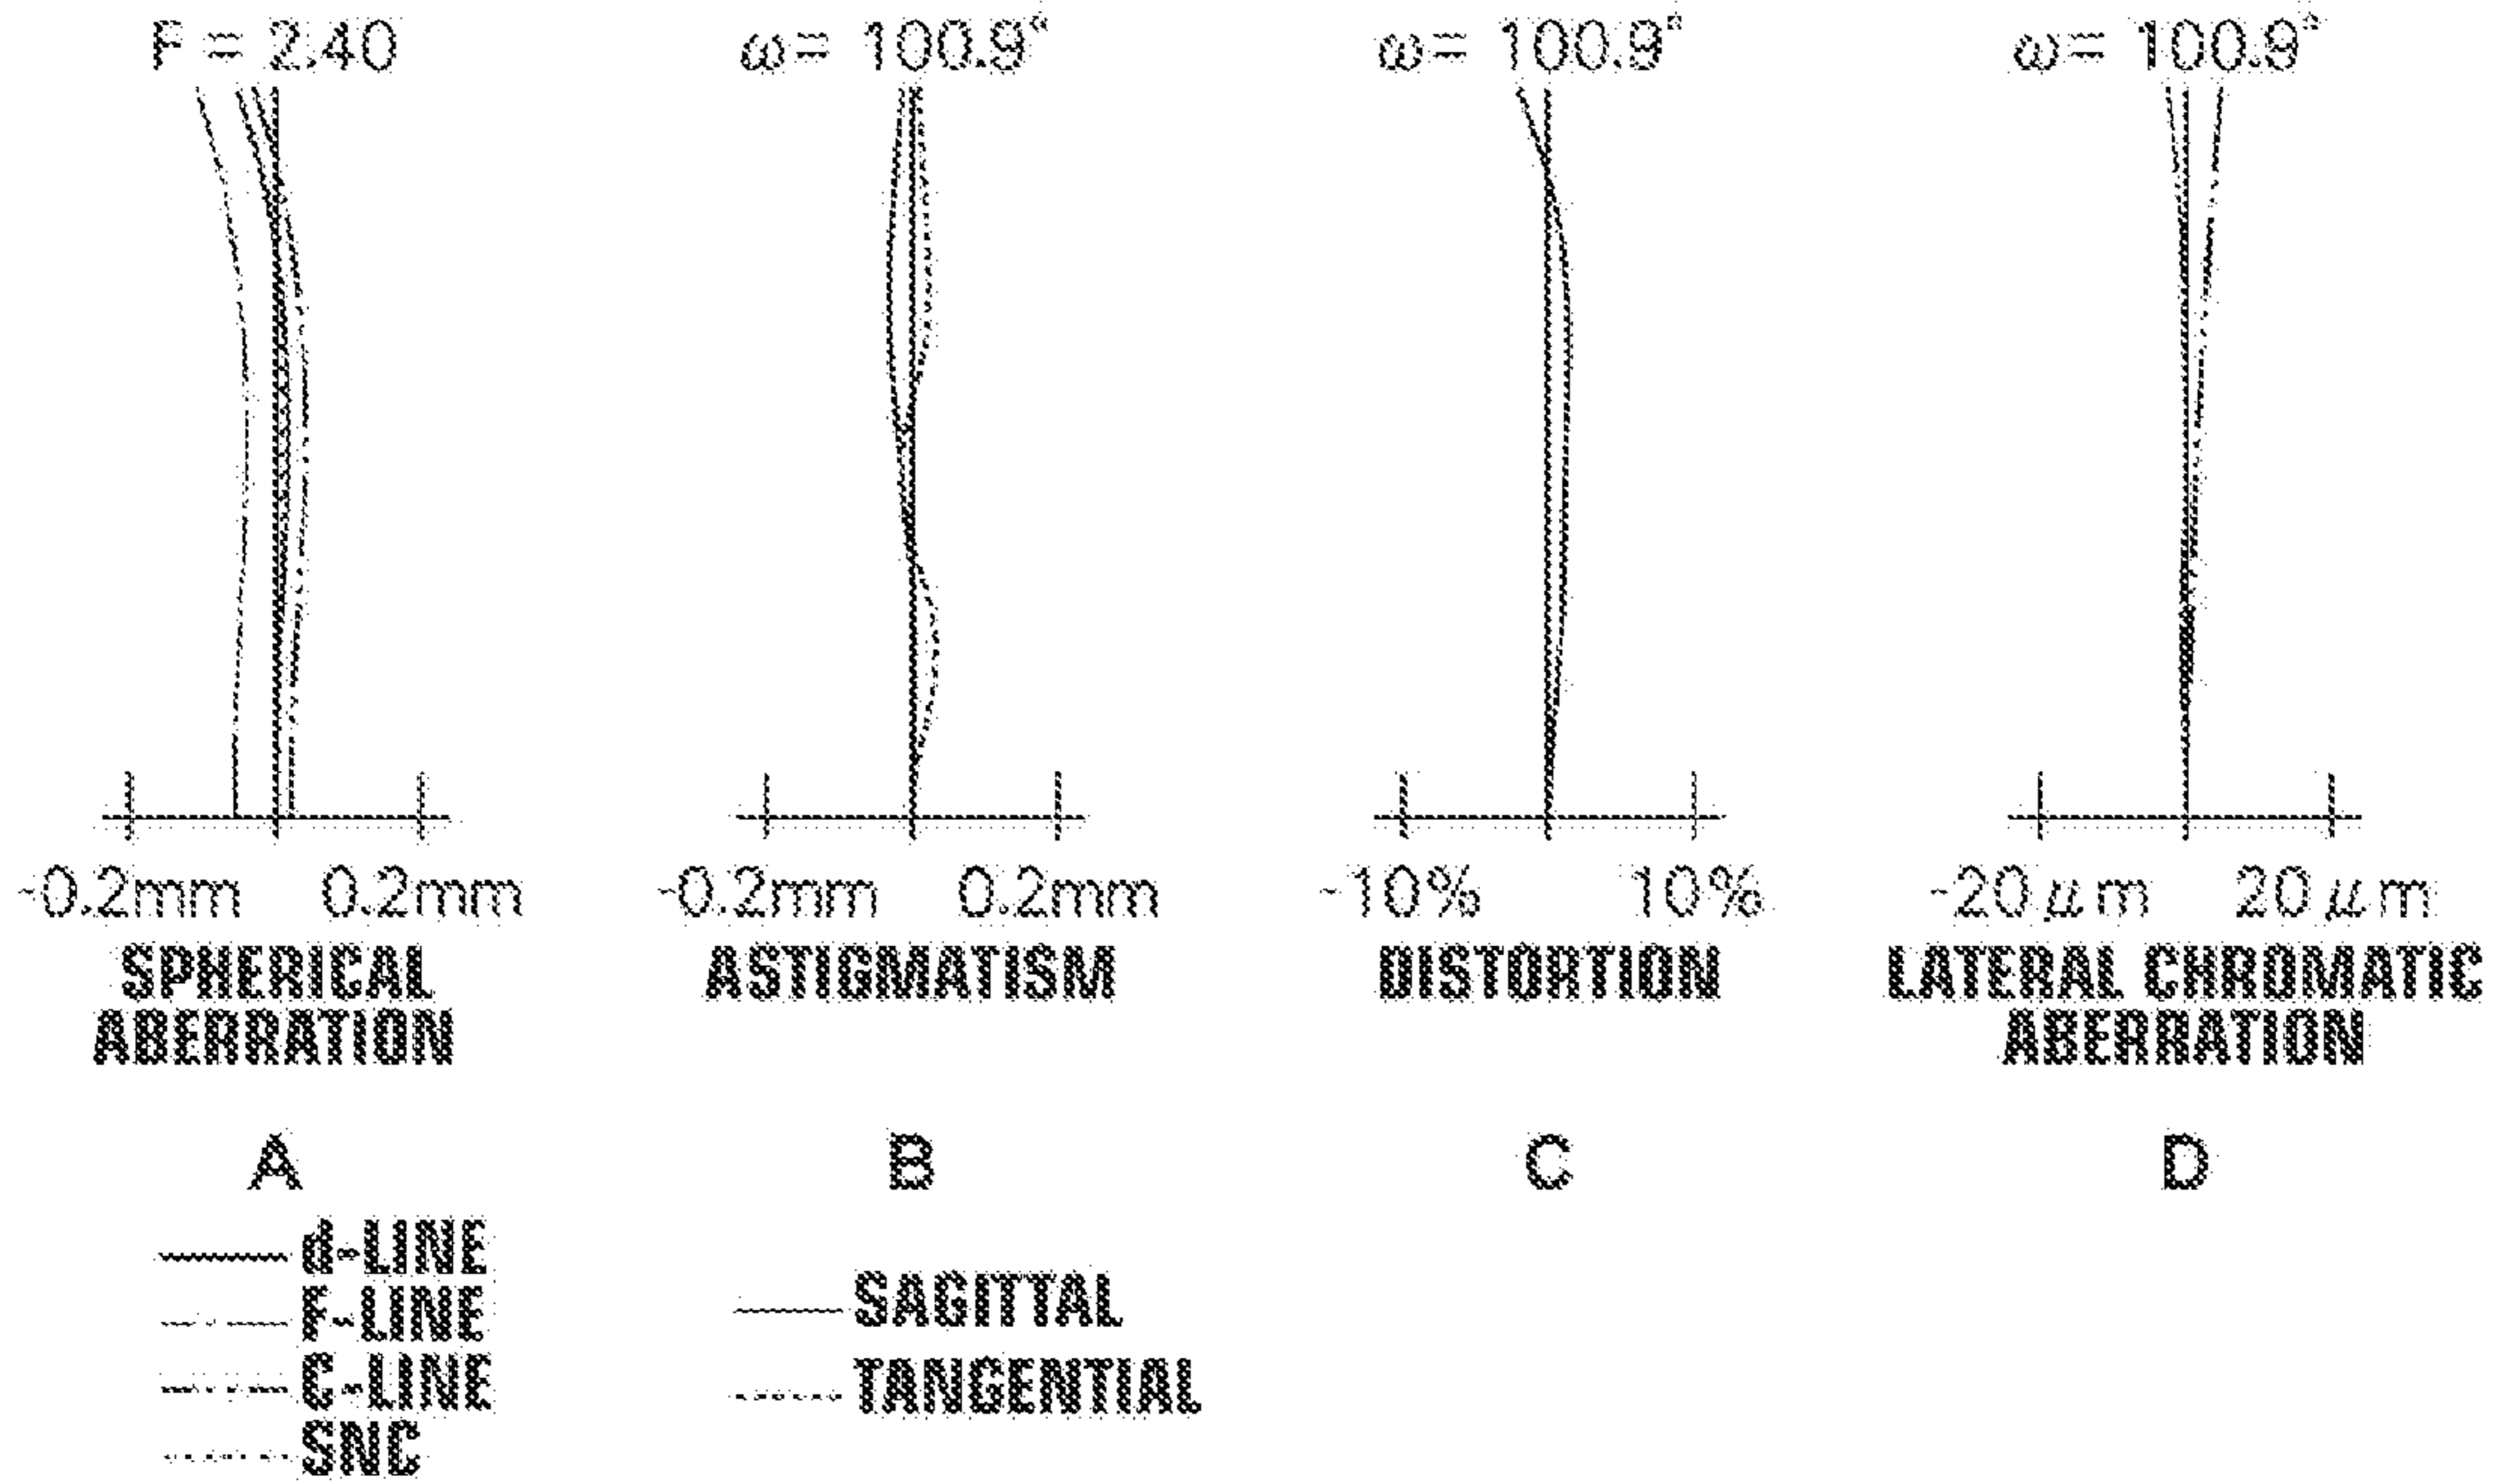 F = 2.40
ω= 100.9°
ω= 100.9°
ω= 100.9°
-0.2mm 0.2mm
-0.2mm 0.2mm
-10% 10%
-20μm 20μm
SPHERICAL
ABERRATION
ASTIGMATISM
DISTORTION
LATERAL CHROMATIC
ABERRATION
A
B
C
D
d-LINE
F-LINE
C-LINE
SNC
SAGITTAL
TANGENTIAL